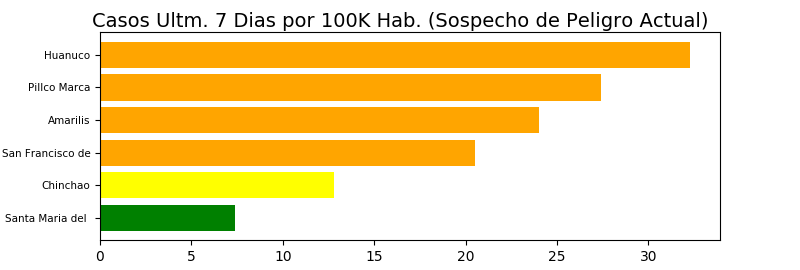 Casos Ultm. 7 Dias por 100K Hab. (Sospecho de Peligro Actual)
Huanuco
Pillco Marca
Amarilis
San Francisco de
Chinchao
Santa Maria del
0 5 10 15 20 25 30